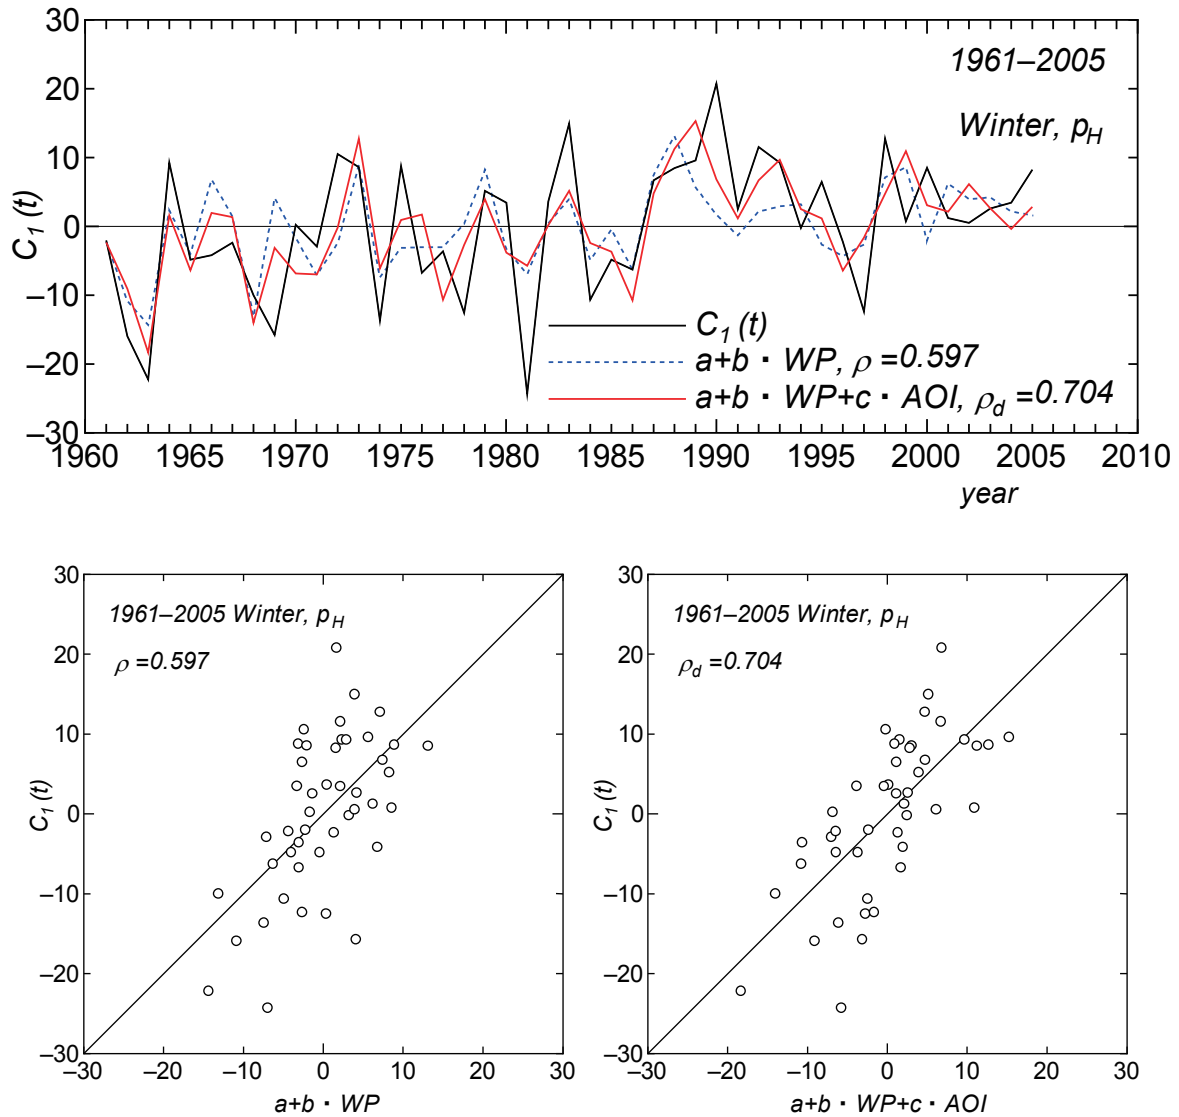 30
20
10
0
–10
–20
–30
C1 (t)
1961–2005
Winter, pH
C1 (t)
a+b · WP, ρ =0.597
a+b · WP+c · AOI, ρd =0.704
1960 1965 1970 1975 1980 1985 1990 1995 2000 2005 2010
year
30
20
10
0
–10
–20
–30
C1 (t)
1961–2005 Winter, pH
ρ =0.597
–30 –20 –10 0 10 20 30
a+b · WP
30
20
10
0
–10
–20
–30
C1 (t)
1961–2005 Winter, pH
ρd =0.704
–30 –20 –10 0 10 20 30
a+b · WP+c · AOI